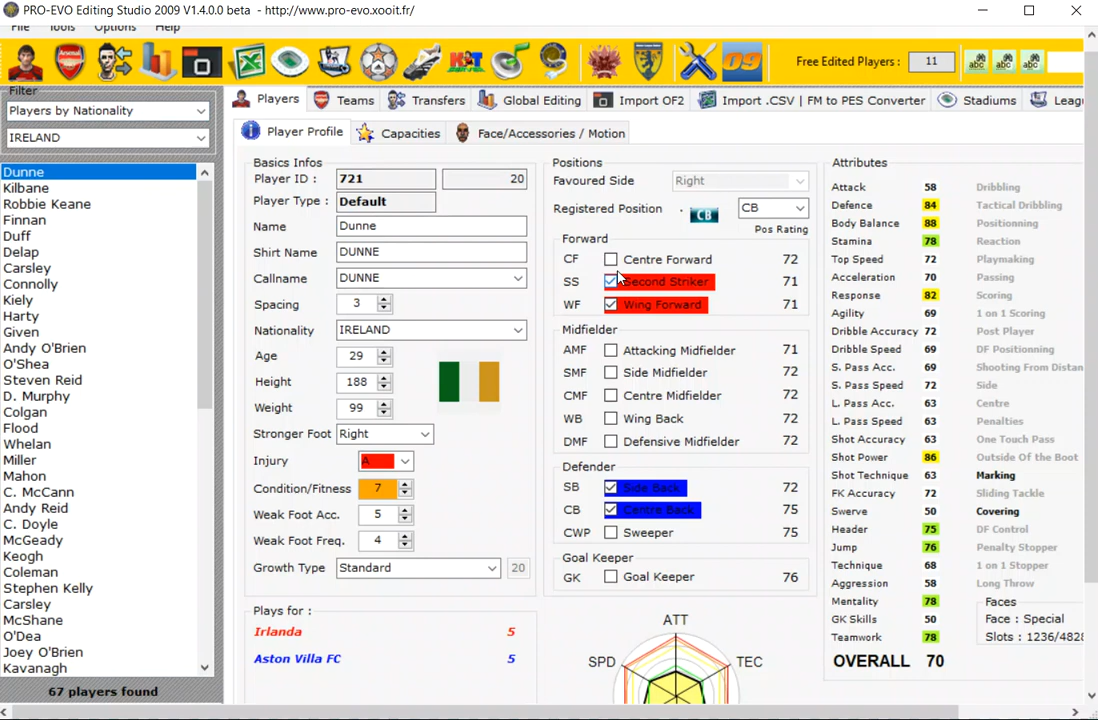 PRO-EVO Editing Studio 2009 V1.4.0.0 beta - http://www.pro-evo.xooit.fr/
File Tools Options Help
Free Edited Players : 11
Filter
Players by Nationality
IRELAND
Players Teams Transfers Global Editing Import OF2 Import .CSV | FM to PES Converter Stadiums Leag
Player Profile Capacities Face/Accessories / Motion
Dunne
Kilbane
Robbie Keane
Finnan
Duff
Delap
Carsley
Connolly
Kiely
Harty
Given
Andy O'Brien
O'Shea
Steven Reid
D. Murphy
Colgan
Flood
Whelan
Miller
Mahon
C. McCann
Andy Reid
C. Doyle
McGeady
Keogh
Coleman
Stephen Kelly
Carsley
McShane
O'Dea
Joey O'Brien
Kavanagh
67 players found
Basics Infos
Player ID : 721 20
Player Type : Default
Name Dunne
Shirt Name DUNNE
Callname DUNNE
Spacing 3
Nationality IRELAND
Age 29
Height 188
Weight 99
Stronger Foot Right
Injury A
Condition/Fitness 7
Weak Foot Acc. 5
Weak Foot Freq. 4
Growth Type Standard 20
Plays for :
Irlanda 5
Aston Villa FC 5
Positions
Favoured Side Right
Registered Position . CB CB
Pos Rating
Forward
CF Centre Forward 72
SS Second Striker 71
WF Wing Forward 71
Midfielder
AMF Attacking Midfielder 71
SMF Side Midfielder 72
CMF Centre Midfielder 72
WB Wing Back 72
DMF Defensive Midfielder 72
Defender
SB Side Back 72
CB Centre Back 75
CWP Sweeper 75
Goal Keeper
GK Goal Keeper 76
ATT
TEC
SPD
Attributes
Attack 58 Dribbling
Defence 84 Tactical Dribbling
Body Balance 88 Positionning
Stamina 78 Reaction
Top Speed 72 Playmaking
Acceleration 70 Passing
Response 82 Scoring
Agility 69 1 on 1 Scoring
Dribble Accuracy 72 Post Player
Dribble Speed 69 DF Positionning
S. Pass Acc. 69 Shooting From Distan
S. Pass Speed 72 Side
L. Pass Acc. 63 Centre
L. Pass Speed 63 Penalties
Shot Accuracy 63 One Touch Pass
Shot Power 86 Outside Of the Boot
Shot Technique 63 Marking
FK Accuracy 72 Sliding Tackle
Swerve 50 Covering
Header 75 DF Control
Jump 76 Penalty Stopper
Technique 68 1 on 1 Stopper
Aggression 58 Long Throw
Mentality 78
GK Skills 50
Teamwork 78
Faces
Face : Special
Slots : 1236/4828
OVERALL 70